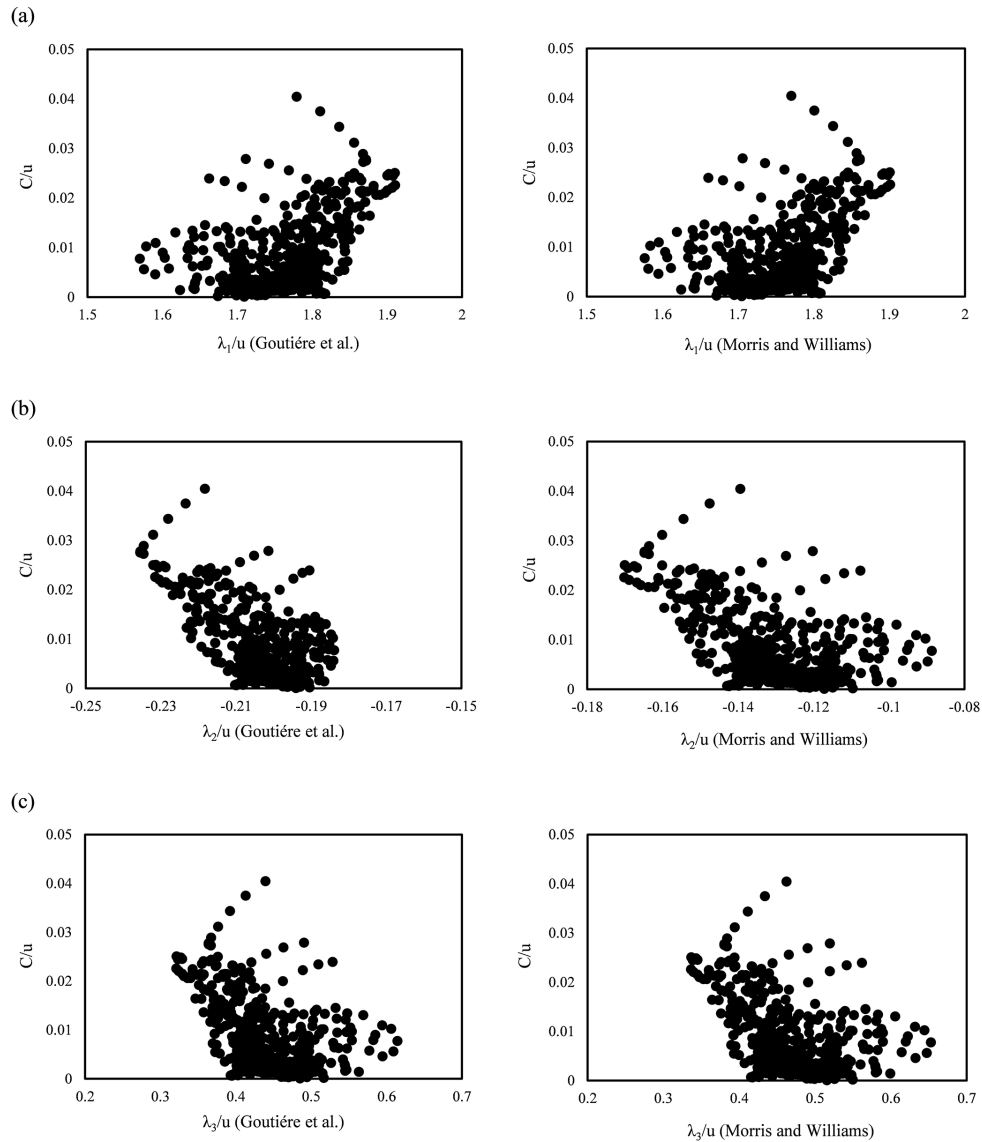 (a)
0.05
0.04
0.03
0.02
0.01
0
C/u
1.5 1.6 1.7 1.8 1.9 2
λ1/u (Goutiére et al.)
0.05
0.04
0.03
0.02
0.01
0
C/u
1.5 1.6 1.7 1.8 1.9 2
λ1/u (Morris and Williams)
(b)
0.05
0.04
0.03
0.02
0.01
0
C/u
-0.25 -0.23 -0.21 -0.19 -0.17 -0.15
λ2/u (Goutiére et al.)
0.05
0.04
0.03
0.02
0.01
0
C/u
-0.18 -0.16 -0.14 -0.12 -0.1 -0.08
λ2/u (Morris and Williams)
(c)
0.05
0.04
0.03
0.02
0.01
0
C/u
0.2 0.3 0.4 0.5 0.6 0.7
λ3/u (Goutiére et al.)
0.05
0.04
0.03
0.02
0.01
0
C/u
0.2 0.3 0.4 0.5 0.6 0.7
λ3/u (Morris and Williams)